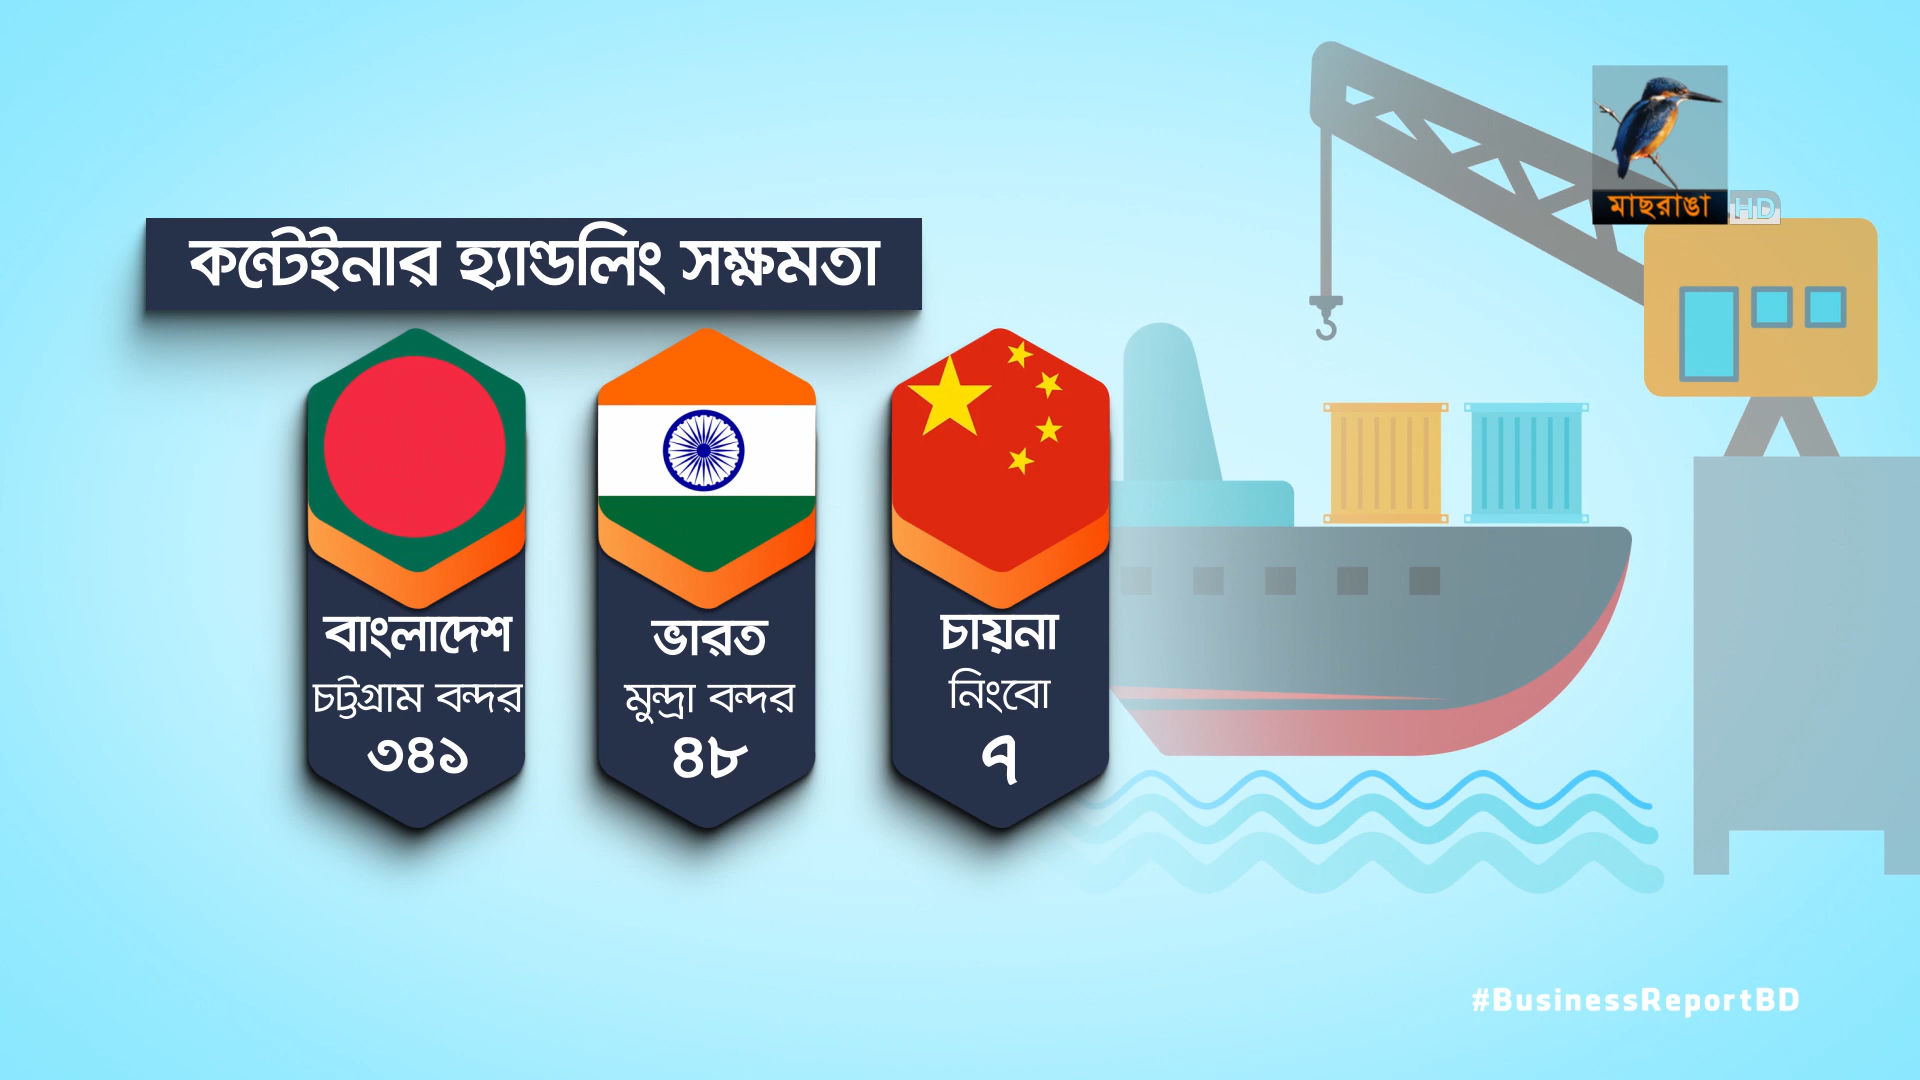 মাছরাঙা
HD
কন্টেইনার হ্যান্ডলিং সক্ষমতা
বাংলাদেশ
চট্টগ্রাম বন্দর
৩৪১
ভারত
মুন্দ্রা বন্দর
৪৮
চায়না
নিংবো
৭
#BusinessReportBD